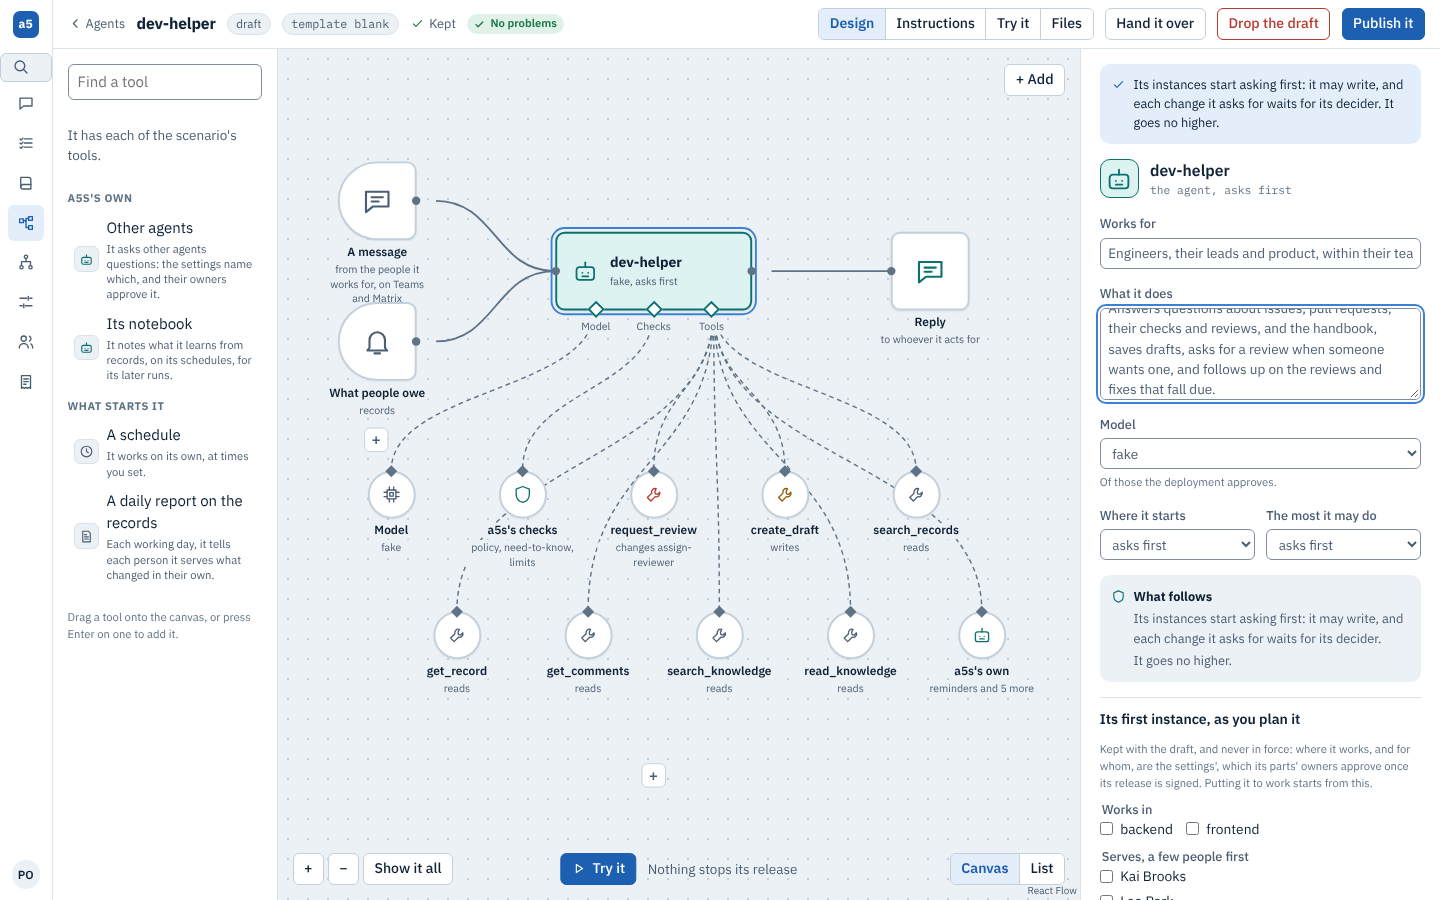 a5
Agents
dev-helper
draft
template blank
Kept
No problems
Design
Instructions
Try it
Files
Hand it over
Drop the draft
Publish it
Find a tool
It has each of the scenario's
tools.
A5S'S OWN
Other agents
It asks other agents
questions: the settings name
which, and their owners
approve it.
Its notebook
It notes what it learns from
records, on its schedules, for
its later runs.
WHAT STARTS IT
A schedule
It works on its own, at times
you set.
A daily report on the
records
Each working day, it tells
each person it serves what
changed in their own.
Drag a tool onto the canvas, or press
Enter on one to add it.
PO
+ Add
A message
from the people it
works for, on Teams
and Matrix
What people owe
records
+
dev-helper
fake, asks first
Model
Checks
Tools
Reply
to whoever it acts for
Model
fake
a5s's checks
policy, need-to-know,
limits
request_review
changes assign-
reviewer
create_draft
writes
search_records
reads
get_record
reads
get_comments
reads
search_knowledge
reads
read_knowledge
reads
a5s's own
reminders and 5 more
+
+
−
Show it all
Try it
Nothing stops its release
Canvas
List
React Flow
Its instances start asking first: it may write, and
each change it asks for waits for its decider. It
goes no higher.
dev-helper
the agent, asks first
Works for
Engineers, their leads and product, within their tea
What it does
Answers questions about issues, pull requests,
their checks and reviews, and the handbook,
saves drafts, asks for a review when someone
wants one, and follows up on the reviews and
fixes that fall due.
Model
fake
Of those the deployment approves.
Where it starts
The most it may do
asks first
asks first
What follows
Its instances start asking first: it may write, and
each change it asks for waits for its decider.
It goes no higher.
Its first instance, as you plan it
Kept with the draft, and never in force: where it works, and for
whom, are the settings', which its parts' owners approve once
its release is signed. Putting it to work starts from this.
Works in
backend
frontend
Serves, a few people first
Kai Brooks